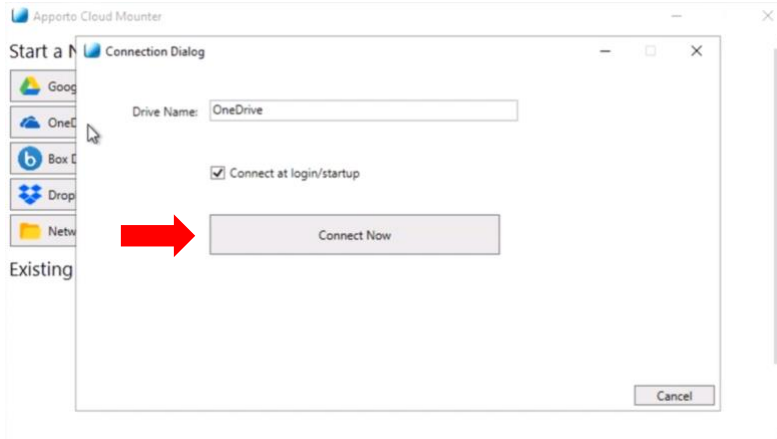 Apporto Cloud Mounter
Start a N
Connection Dialog
Goog
Drive Name: OneDrive
OneD
Box D
Connect at login/startup
Drop
Netw
Connect Now
Existing
Cancel